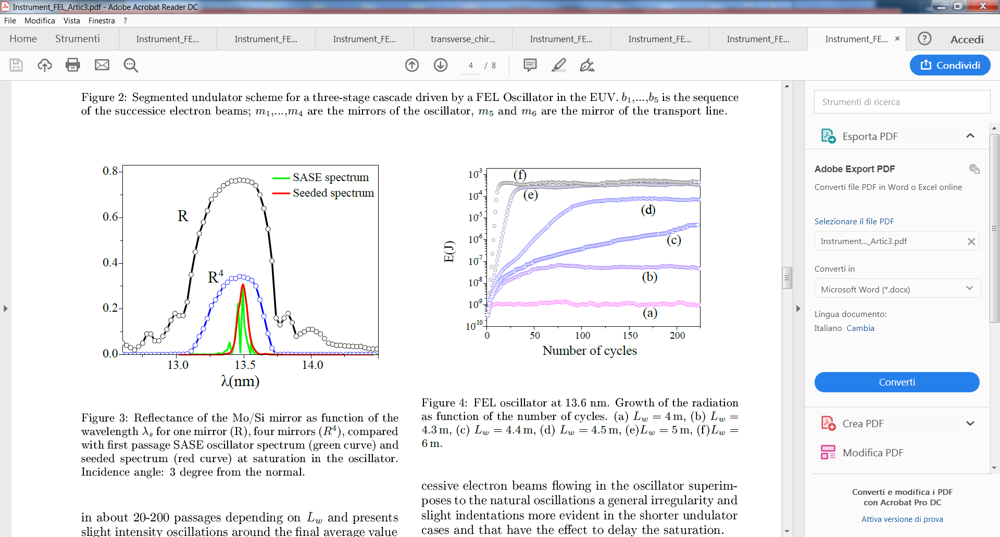 Instrument_FEL_Artic3.pdf - Adobe Acrobat Reader DC
File Modifica Vista Finestra ?
Home Strumenti Instrument_FE... Instrument_FE... Instrument_FE... transverse_chir... Instrument_FE... Instrument_FE... Instrument_FE... Instrument_FE... × ? Accedi
4 / 8 Condividi
Figure 2: Segmented undulator scheme for a three-stage cascade driven by a FEL Oscillator in the EUV. b₁,...,b₅ is the sequence
of the successice electron beams; m₁,...,m₄ are the mirrors of the oscillator, m₅ and m₆ are the mirror of the transport line.
0.8
0.6
0.4
0.2
0.0
13.0 13.5 14.0
λ(nm)
SASE spectrum
Seeded spectrum
R
R⁴
Figure 3: Reflectance of the Mo/Si mirror as function of the
wavelength λₛ for one mirror (R), four mirrors (R⁴), compared
with first passage SASE oscillator spectrum (green curve) and
seeded spectrum (red curve) at saturation in the oscillator.
Incidence angle: 3 degree from the normal.
in about 20-200 passages depending on L_w and presents
slight intensity oscillations around the final average value
E(J)
10⁻³
10⁻⁴
10⁻⁵
10⁻⁶
10⁻⁷
10⁻⁸
10⁻⁹
10⁻¹⁰
(f)
(e)
(d)
(c)
(b)
(a)
0 50 100 150 200
Number of cycles
Figure 4: FEL oscillator at 13.6 nm. Growth of the radiation
as function of the number of cycles. (a) L_w = 4 m, (b) L_w =
4.3 m, (c) L_w = 4.4 m, (d) L_w = 4.5 m, (e)L_w = 5 m, (f)L_w =
6 m.
cessive electron beams flowing in the oscillator superim-
poses to the natural oscillations a general irregularity and
slight indentations more evident in the shorter undulator
cases and that have the effect to delay the saturation.
Strumenti di ricerca
Esporta PDF
Adobe Export PDF
Converti file PDF in Word o Excel online
Selezionare il file PDF
Instrument..._Artic3.pdf
Converti in
Microsoft Word (*.docx)
Lingua documento:
Italiano Cambia
Converti
Crea PDF
Modifica PDF
Converti e modifica i PDF
con Acrobat Pro DC
Attiva versione di prova